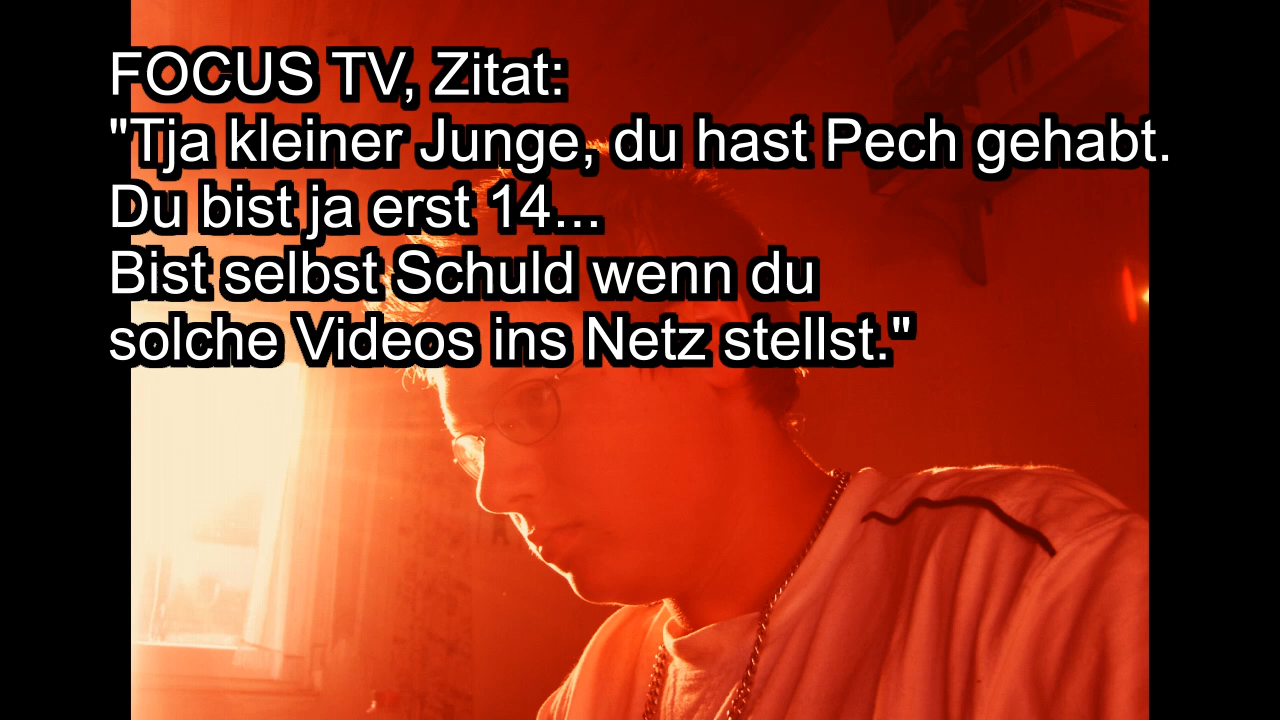 FOCUS TV, Zitat:
"Tja kleiner Junge, du hast Pech gehabt.
Du bist ja erst 14...
Bist selbst Schuld wenn du
solche Videos ins Netz stellst."